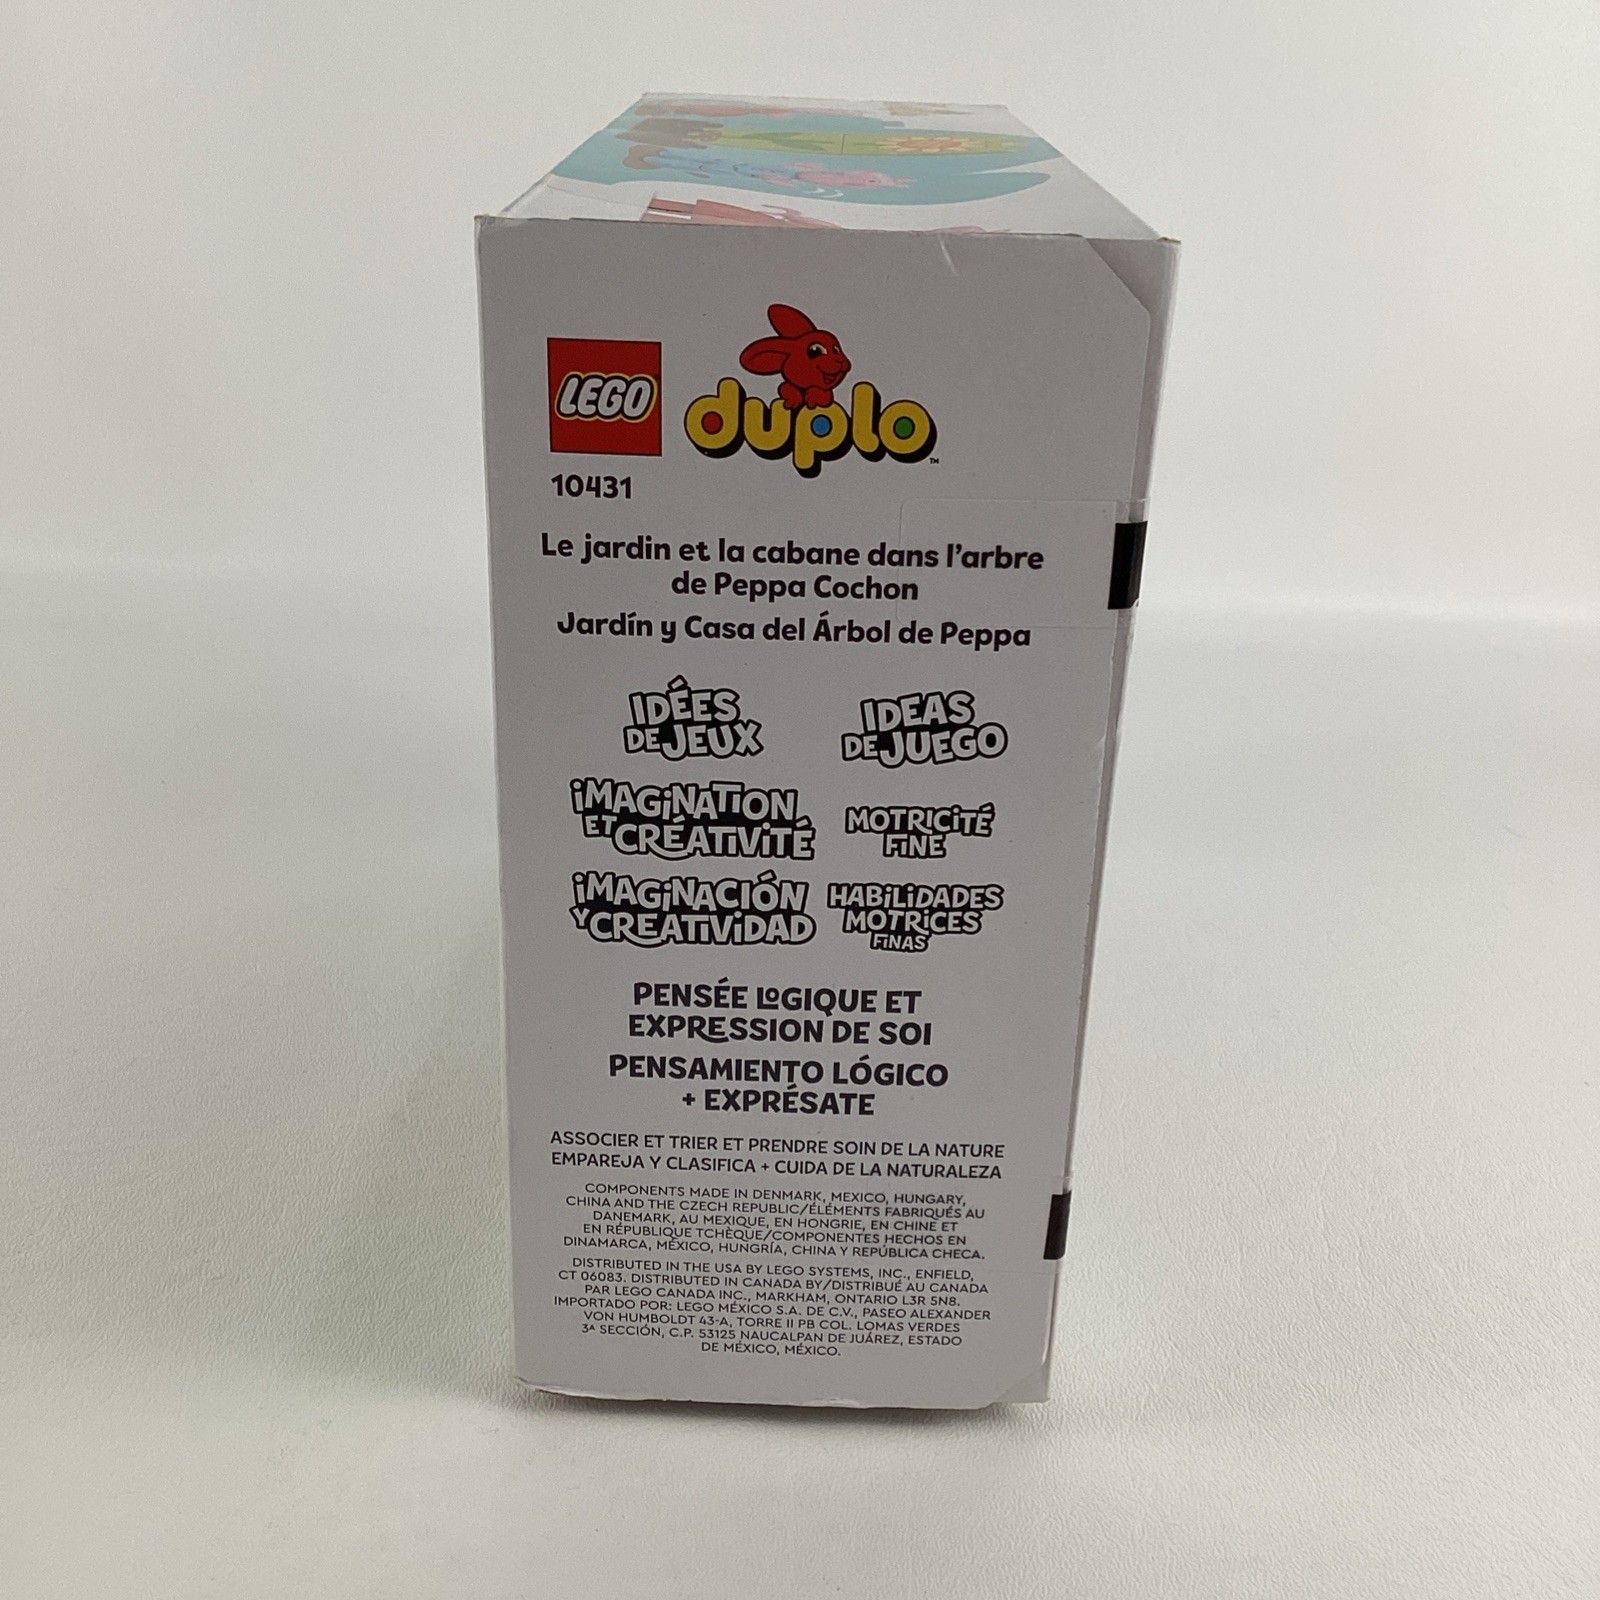 LEGO duplo™
10431
Le jardin et la cabane dans l'arbre
de Peppa Cochon
Jardín y Casa del Árbol de Peppa
IDÉES
DE JEUX
IDEAS
DE JUEGO
iMAGiNATION
ET CRÉATiViTÉ
MOTRICiTÉ
FiNE
iMAGiNACIÓN
Y CREATiViDAD
HABiLiDADES
MOTRiCES
FiNAS
PENSÉE LOGIQUE ET
EXPRESSION DE SOI
PENSAMIENTO LÓGICO
+ EXPRÉSATE
ASSOCIER ET TRIER ET PRENDRE SOIN DE LA NATURE
EMPAREJA Y CLASIFICA + CUIDA DE LA NATURALEZA
COMPONENTS MADE IN DENMARK, MEXICO, HUNGARY,
CHINA AND THE CZECH REPUBLIC/ÉLÉMENTS FABRIQUÉS AU
DANEMARK, AU MEXIQUE, EN HONGRIE, EN CHINE ET
EN RÉPUBLIQUE TCHÈQUE/COMPONENTES HECHOS EN
DINAMARCA, MÉXICO, HUNGRÍA, CHINA Y REPÚBLICA CHECA.
DISTRIBUTED IN THE USA BY LEGO SYSTEMS, INC., ENFIELD,
CT 06083. DISTRIBUTED IN CANADA BY/DISTRIBUÉ AU CANADA
PAR LEGO CANADA INC., MARKHAM, ONTARIO L3R 5N8.
IMPORTADO POR: LEGO MÉXICO S.A. DE C.V., PASEO ALEXANDER
VON HUMBOLDT 43-A, TORRE II PB COL. LOMAS VERDES
3ᴬ SECCIÓN, C.P. 53125 NAUCALPAN DE JUÁREZ, ESTADO
DE MÉXICO, MÉXICO.